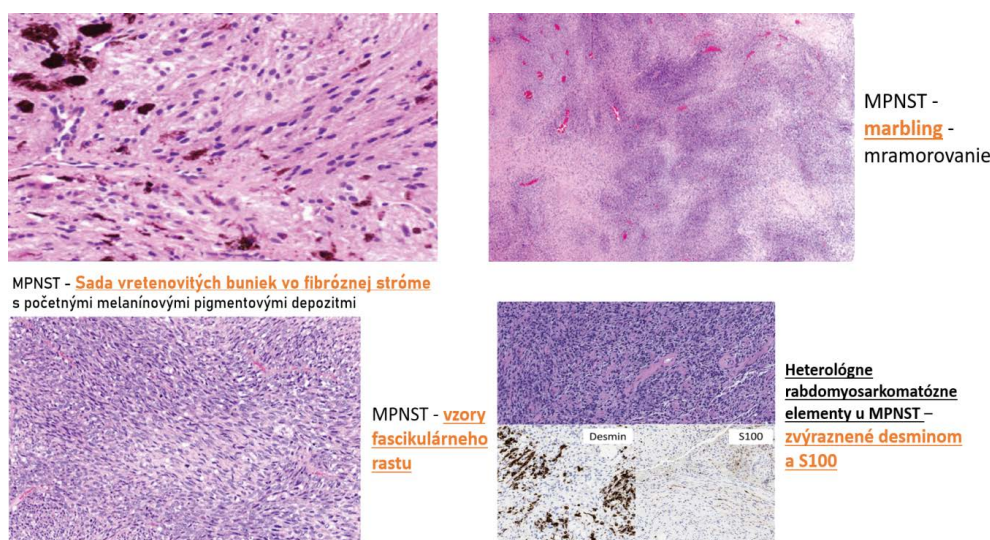 MPNST -
marbling -
mramorovanie
MPNST - Sada vretenovitých buniek vo fibróznej stróme
s početnými melanínovými pigmentovými depozitmi
MPNST - vzory
fascikulárneho
rastu
Desmin
S100
Heterológne
rabdomyosarkomatózne
elementy u MPNST –
zvýraznené desminom
a S100